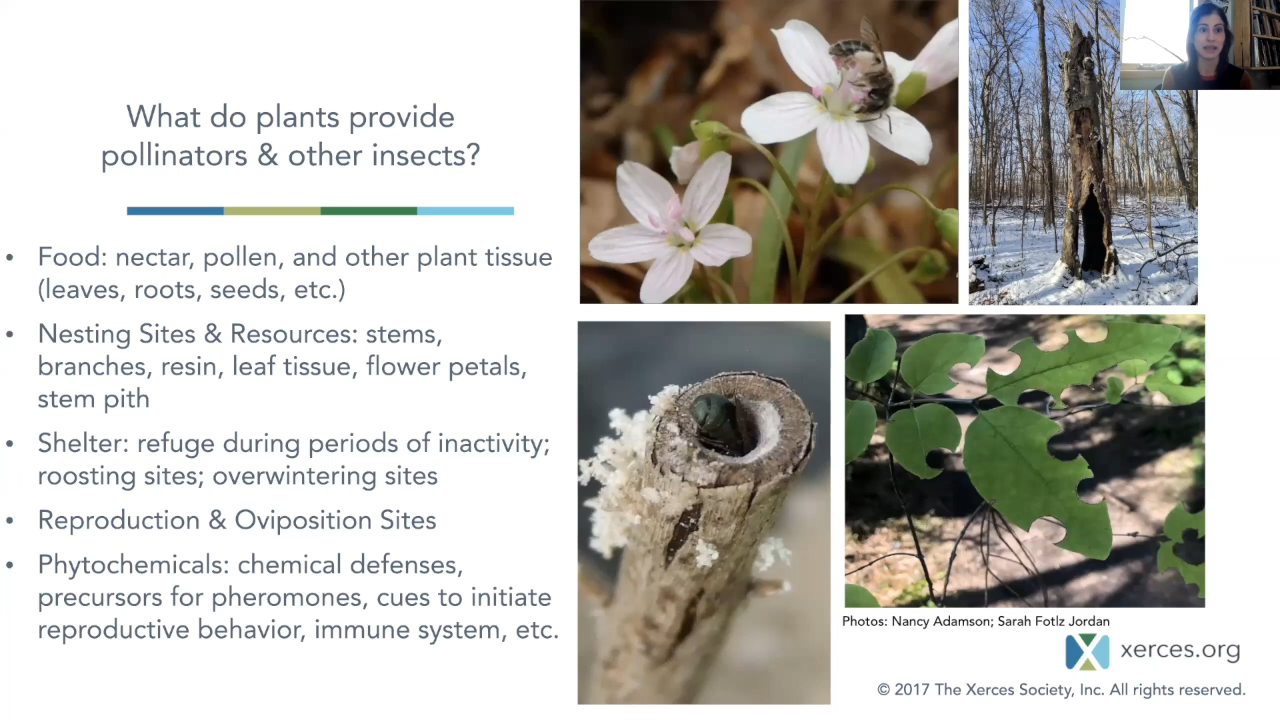 What do plants provide
pollinators & other insects?
• Food: nectar, pollen, and other plant tissue
(leaves, roots, seeds, etc.)
• Nesting Sites & Resources: stems,
branches, resin, leaf tissue, flower petals,
stem pith
• Shelter: refuge during periods of inactivity;
roosting sites; overwintering sites
• Reproduction & Oviposition Sites
• Phytochemicals: chemical defenses,
precursors for pheromones, cues to initiate
reproductive behavior, immune system, etc.
Photos: Nancy Adamson; Sarah Fotlz Jordan
xerces.org
© 2017 The Xerces Society, Inc. All rights reserved.